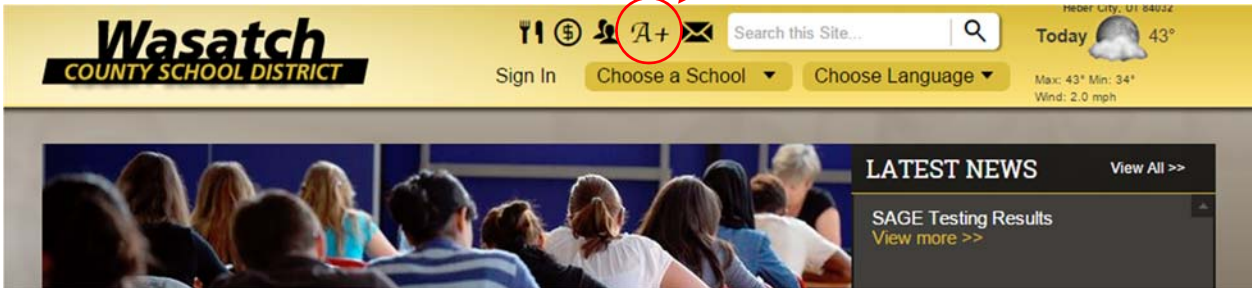 Wasatch
COUNTY SCHOOL DISTRICT
A+
Search this Site...
Sign In
Choose a School
Choose Language
Heber City, UT 84032
Today 43°
Max: 43° Min: 34°
Wind: 2.0 mph
LATEST NEWS
View All >>
SAGE Testing Results
View more >>